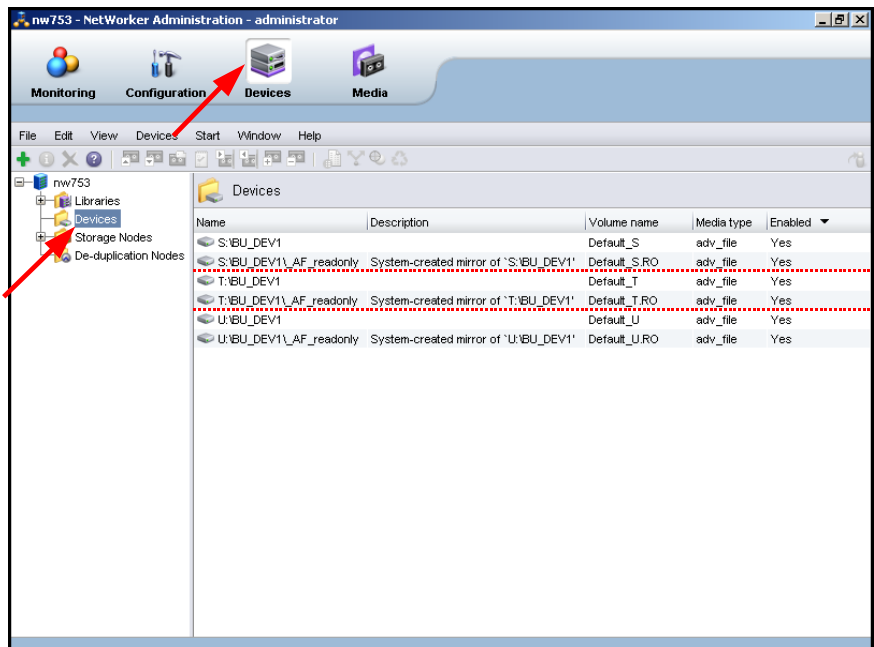 nw753 - NetWorker Administration - administrator
Monitoring Configuration Devices Media
File Edit View Devices Start Window Help
nw753
Libraries
Devices
Storage Nodes
De-duplication Nodes
Devices
Name Description Volume name Media type Enabled
S:\BU_DEV1 Default_S adv_file Yes
S:\BU_DEV1\_AF_readonly System-created mirror of `S:\BU_DEV1' Default_S.RO adv_file Yes
T:\BU_DEV1 Default_T adv_file Yes
T:\BU_DEV1\_AF_readonly System-created mirror of `T:\BU_DEV1' Default_T.RO adv_file Yes
U:\BU_DEV1 Default_U adv_file Yes
U:\BU_DEV1\_AF_readonly System-created mirror of `U:\BU_DEV1' Default_U.RO adv_file Yes